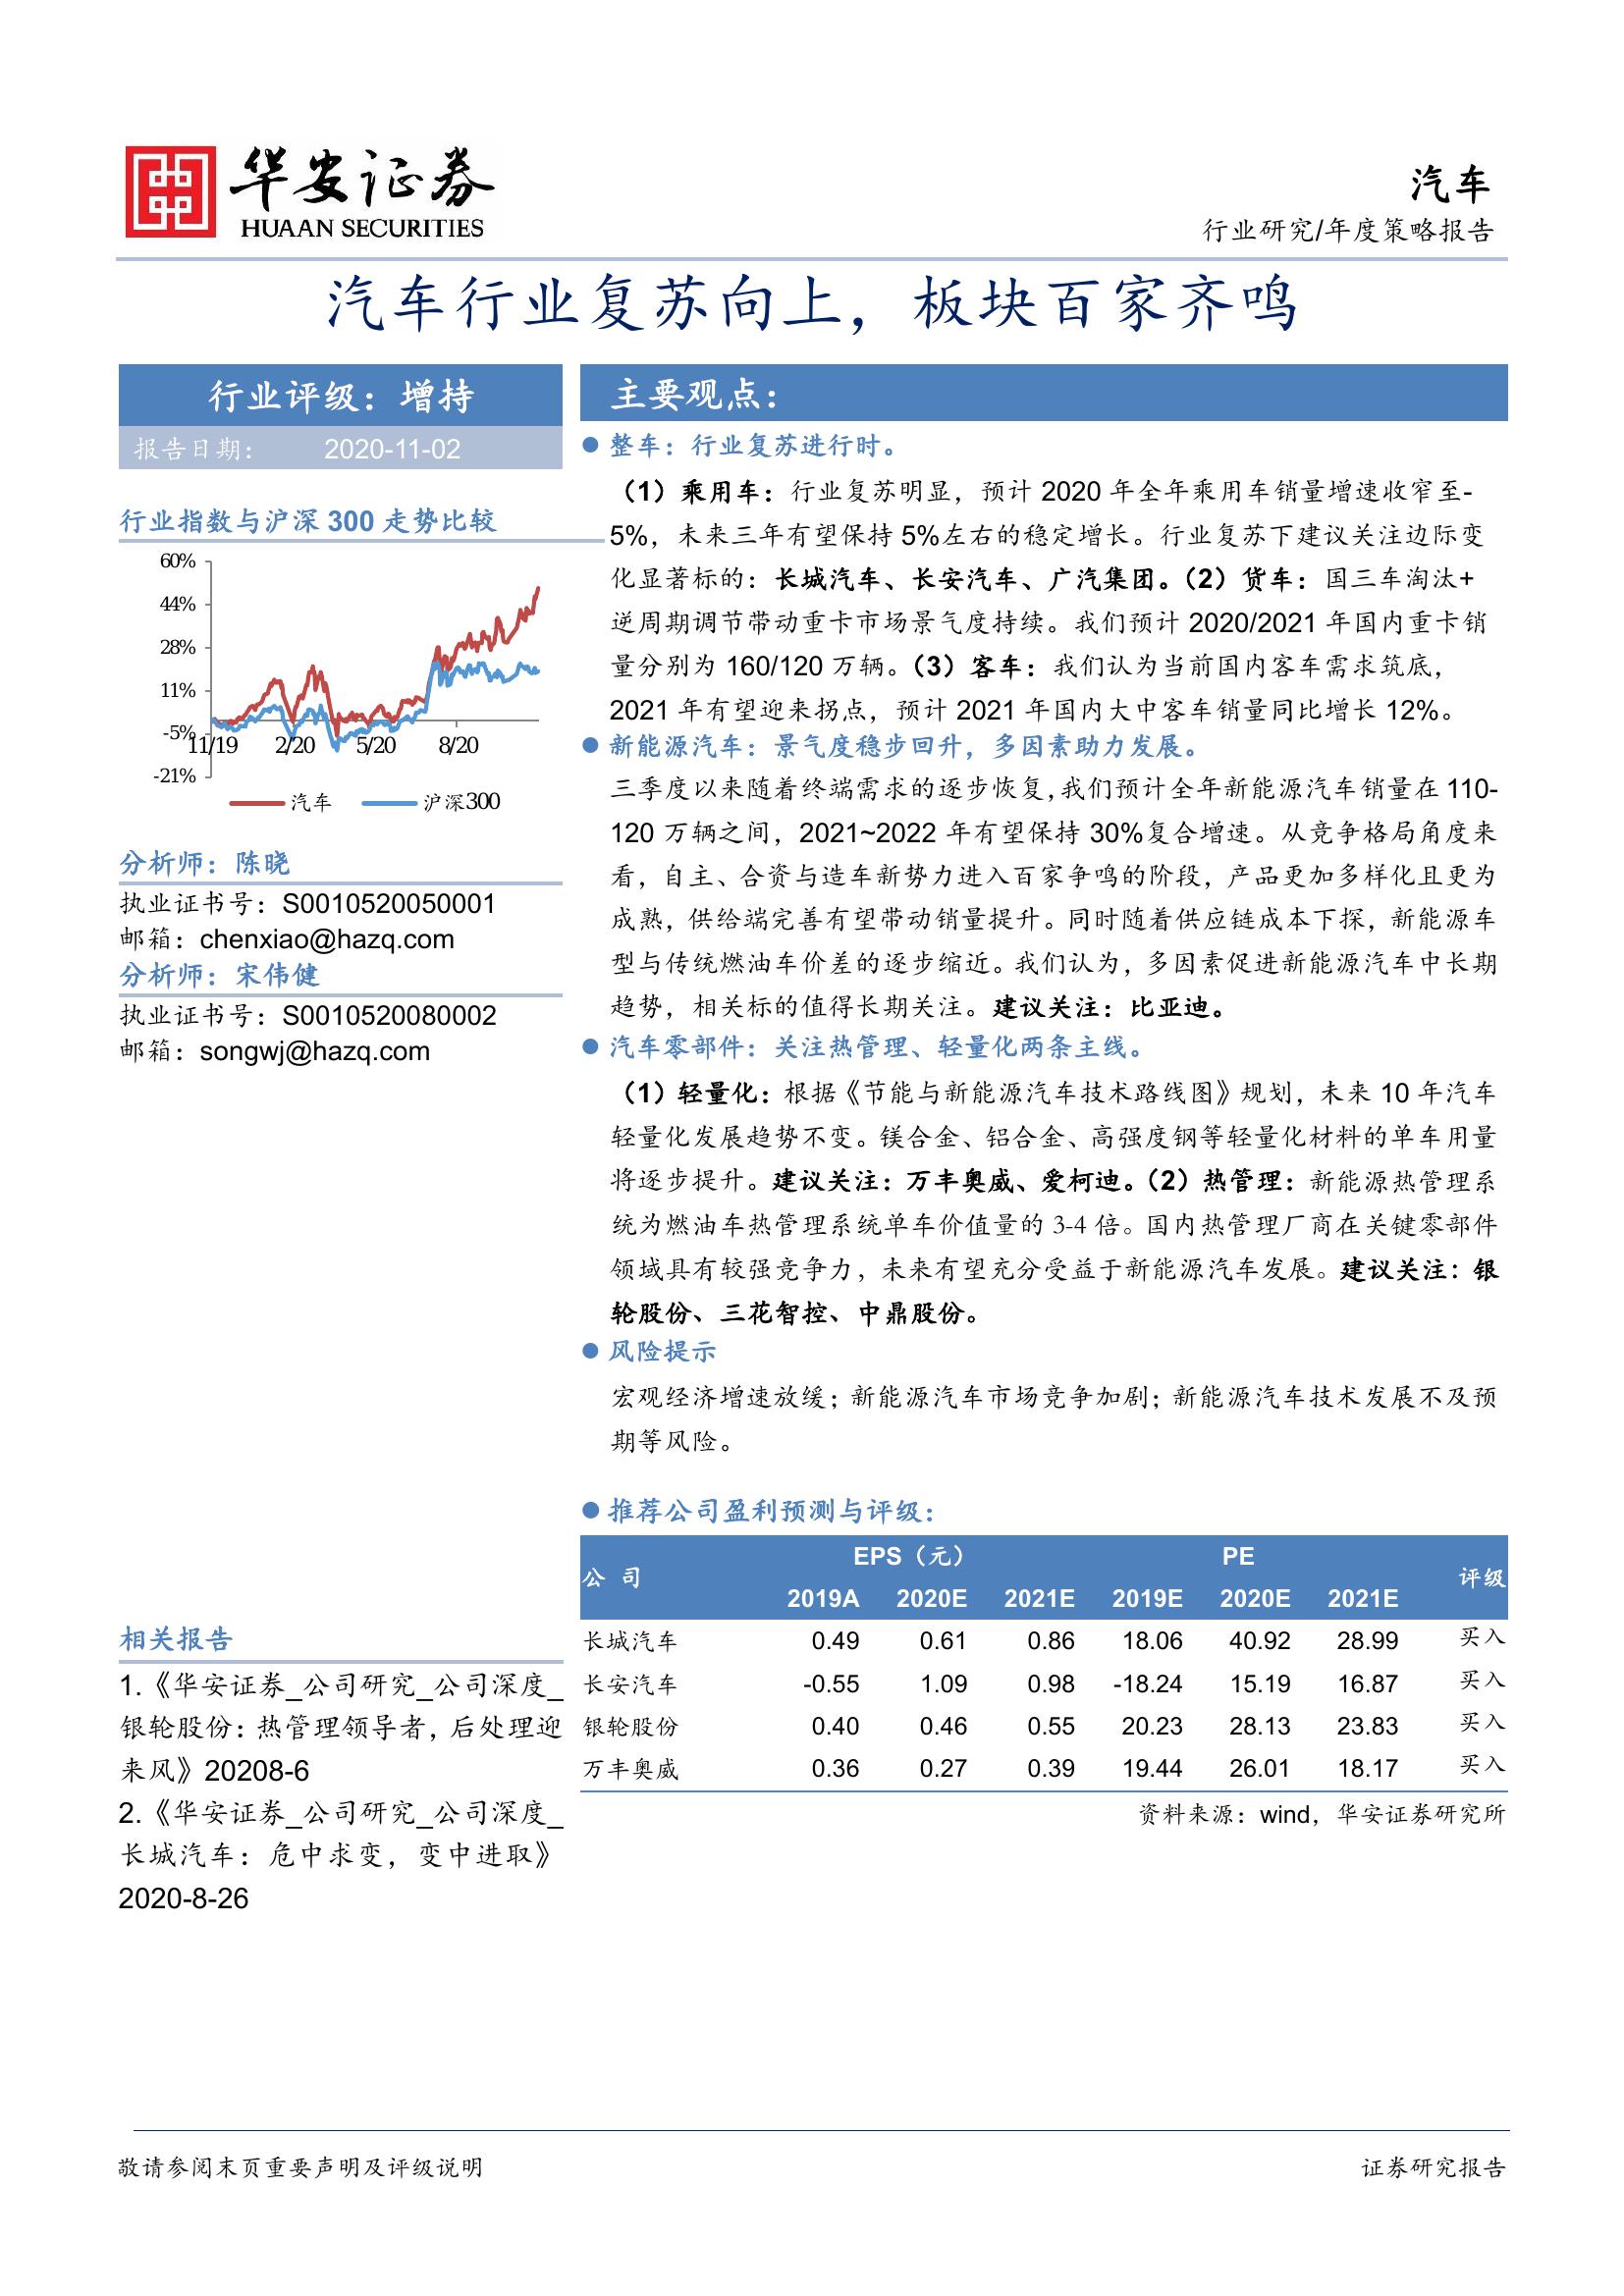 华安证券
HUAAN SECURITIES
汽车
行业研究/年度策略报告
汽车行业复苏向上，板块百家齐鸣
行业评级：增持
报告日期： 2020-11-02
行业指数与沪深 300 走势比较
60%
44%
28%
11%
-5%
-21%
11/19 2/20 5/20 8/20
汽车 沪深300
分析师：陈晓
执业证书号：S0010520050001
邮箱：chenxiao@hazq.com
分析师：宋伟健
执业证书号：S0010520080002
邮箱：songwj@hazq.com
相关报告
1.《华安证券_公司研究_公司深度_
银轮股份：热管理领导者，后处理迎
来风》20208-6
2.《华安证券_公司研究_公司深度_
长城汽车：危中求变，变中进取》
2020-8-26
主要观点：
● 整车：行业复苏进行时。
（1）乘用车：行业复苏明显，预计 2020 年全年乘用车销量增速收窄至-
5%，未来三年有望保持 5%左右的稳定增长。行业复苏下建议关注边际变
化显著标的：长城汽车、长安汽车、广汽集团。（2）货车：国三车淘汰+
逆周期调节带动重卡市场景气度持续。我们预计 2020/2021 年国内重卡销
量分别为 160/120 万辆。（3）客车：我们认为当前国内客车需求筑底，
2021 年有望迎来拐点，预计 2021 年国内大中客车销量同比增长 12%。
● 新能源汽车：景气度稳步回升，多因素助力发展。
三季度以来随着终端需求的逐步恢复，我们预计全年新能源汽车销量在 110-
120 万辆之间，2021~2022 年有望保持 30%复合增速。从竞争格局角度来
看，自主、合资与造车新势力进入百家争鸣的阶段，产品更加多样化且更为
成熟，供给端完善有望带动销量提升。同时随着供应链成本下探，新能源车
型与传统燃油车价差的逐步缩近。我们认为，多因素促进新能源汽车中长期
趋势，相关标的值得长期关注。建议关注：比亚迪。
● 汽车零部件：关注热管理、轻量化两条主线。
（1）轻量化：根据《节能与新能源汽车技术路线图》规划，未来 10 年汽车
轻量化发展趋势不变。镁合金、铝合金、高强度钢等轻量化材料的单车用量
将逐步提升。建议关注：万丰奥威、爱柯迪。（2）热管理：新能源热管理系
统为燃油车热管理系统单车价值量的 3-4 倍。国内热管理厂商在关键零部件
领域具有较强竞争力，未来有望充分受益于新能源汽车发展。建议关注：银
轮股份、三花智控、中鼎股份。
● 风险提示
宏观经济增速放缓；新能源汽车市场竞争加剧；新能源汽车技术发展不及预
期等风险。
● 推荐公司盈利预测与评级：
公 司 EPS（元） PE 评级
2019A 2020E 2021E 2019E 2020E 2021E
长城汽车 0.49 0.61 0.86 18.06 40.92 28.99 买入
长安汽车 -0.55 1.09 0.98 -18.24 15.19 16.87 买入
银轮股份 0.40 0.46 0.55 20.23 28.13 23.83 买入
万丰奥威 0.36 0.27 0.39 19.44 26.01 18.17 买入
资料来源：wind，华安证券研究所
敬请参阅末页重要声明及评级说明 证券研究报告